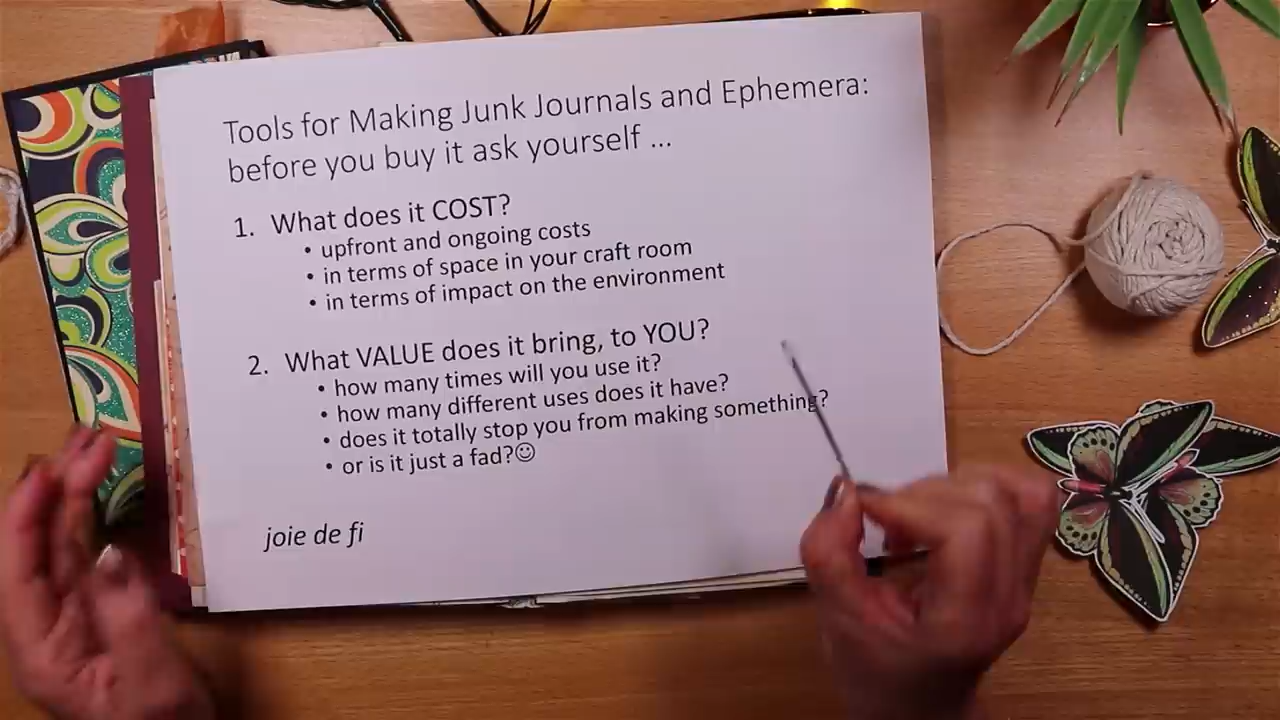 Tools for Making Junk Journals and Ephemera:
before you buy it ask yourself ...
1. What does it COST?
• upfront and ongoing costs
• in terms of space in your craft room
• in terms of impact on the environment
2. What VALUE does it bring, to YOU?
• how many times will you use it?
• how many different uses does it have?
• does it totally stop you from making something?
• or is it just a fad?☺
joie de fi